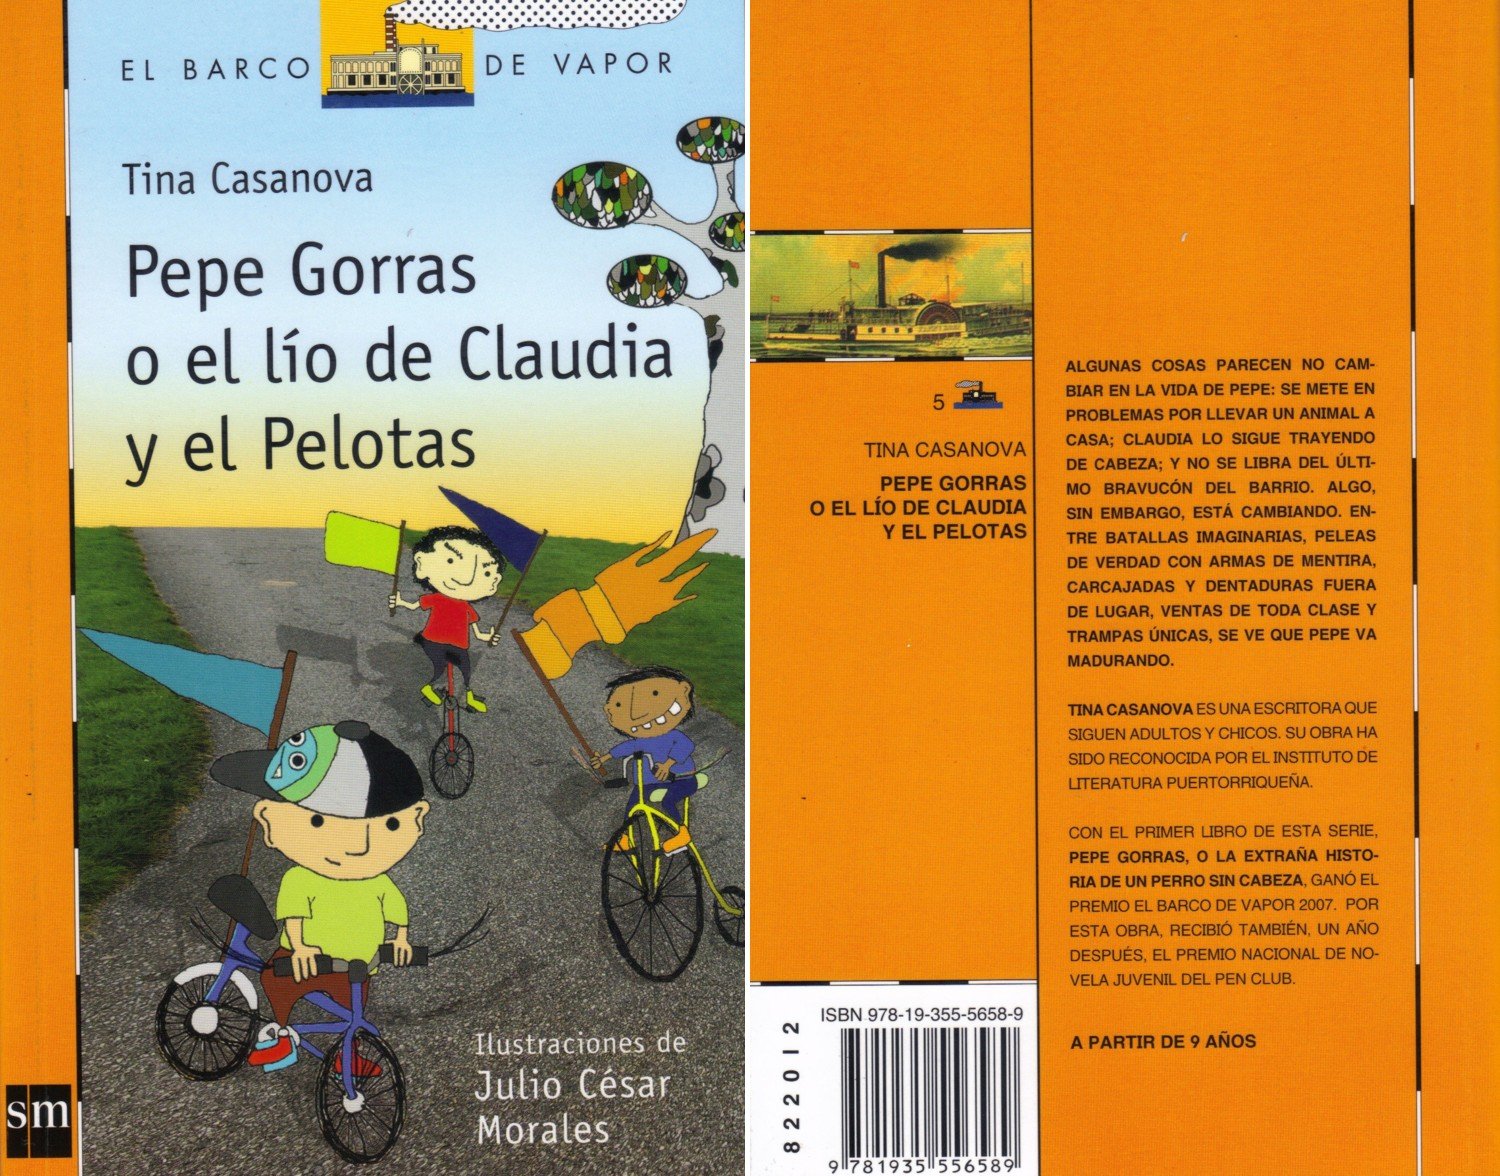 EL BARCO DE VAPOR
Tina Casanova
Pepe Gorras
o el lío de Claudia
y el Pelotas
Ilustraciones de
Julio César
Morales
sm
5
TINA CASANOVA
PEPE GORRAS
O EL LÍO DE CLAUDIA
Y EL PELOTAS
ALGUNAS COSAS PARECEN NO CAM-
BIAR EN LA VIDA DE PEPE: SE METE EN
PROBLEMAS POR LLEVAR UN ANIMAL A
CASA; CLAUDIA LO SIGUE TRAYENDO
DE CABEZA; Y NO SE LIBRA DEL ÚLTI-
MO BRAVUCÓN DEL BARRIO. ALGO,
SIN EMBARGO, ESTÁ CAMBIANDO. EN-
TRE BATALLAS IMAGINARIAS, PELEAS
DE VERDAD CON ARMAS DE MENTIRA,
CARCAJADAS Y DENTADURAS FUERA
DE LUGAR, VENTAS DE TODA CLASE Y
TRAMPAS ÚNICAS, SE VE QUE PEPE VA
MADURANDO.
TINA CASANOVA ES UNA ESCRITORA QUE
SIGUEN ADULTOS Y CHICOS. SU OBRA HA
SIDO RECONOCIDA POR EL INSTITUTO DE
LITERATURA PUERTORRIQUEÑA.
CON EL PRIMER LIBRO DE ESTA SERIE,
PEPE GORRAS, O LA EXTRAÑA HISTO-
RIA DE UN PERRO SIN CABEZA, GANÓ EL
PREMIO EL BARCO DE VAPOR 2007. POR
ESTA OBRA, RECIBIÓ TAMBIÉN, UN AÑO
DESPUÉS, EL PREMIO NACIONAL DE NO-
VELA JUVENIL DEL PEN CLUB.
A PARTIR DE 9 AÑOS
ISBN 978-19-355-5658-9
822012
9 781935 556589